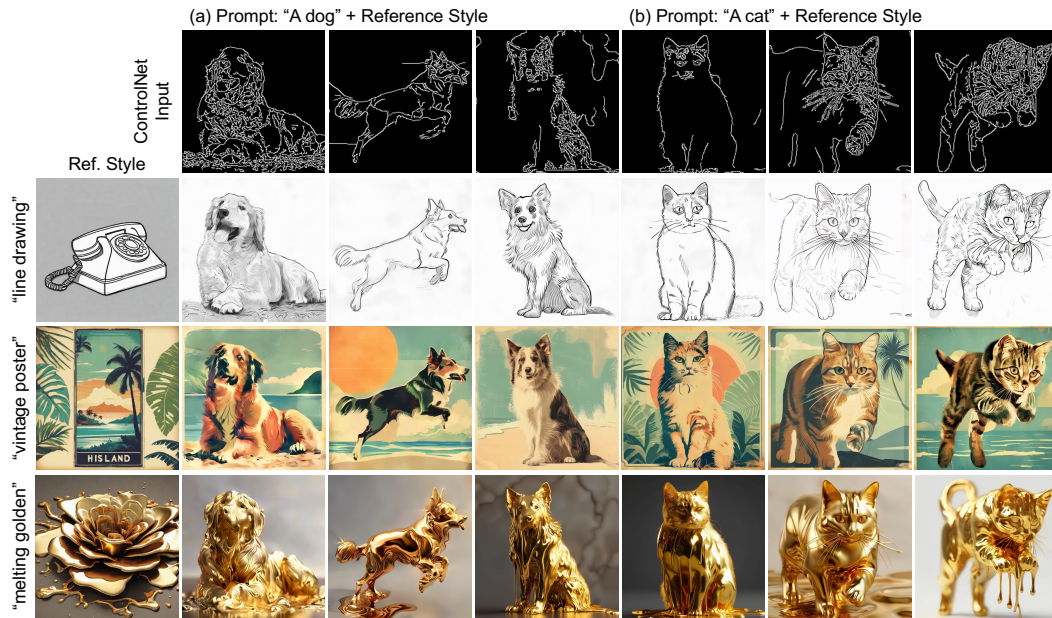 (a) Prompt: “A dog” + Reference Style
(b) Prompt: “A cat” + Reference Style
ControlNet
Input
Ref. Style
“line drawing”
“vintage poster”
HISLAND
“melting golden”